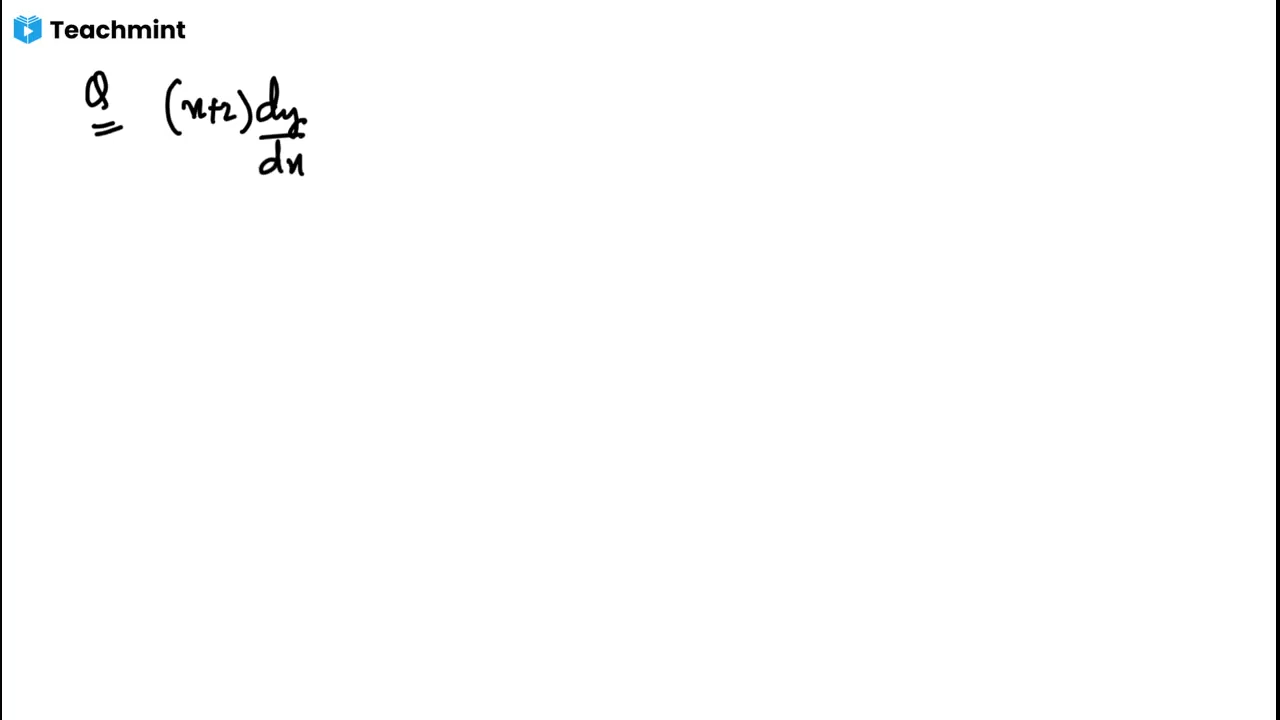 Teachmint
Q (x+2) dy
dx